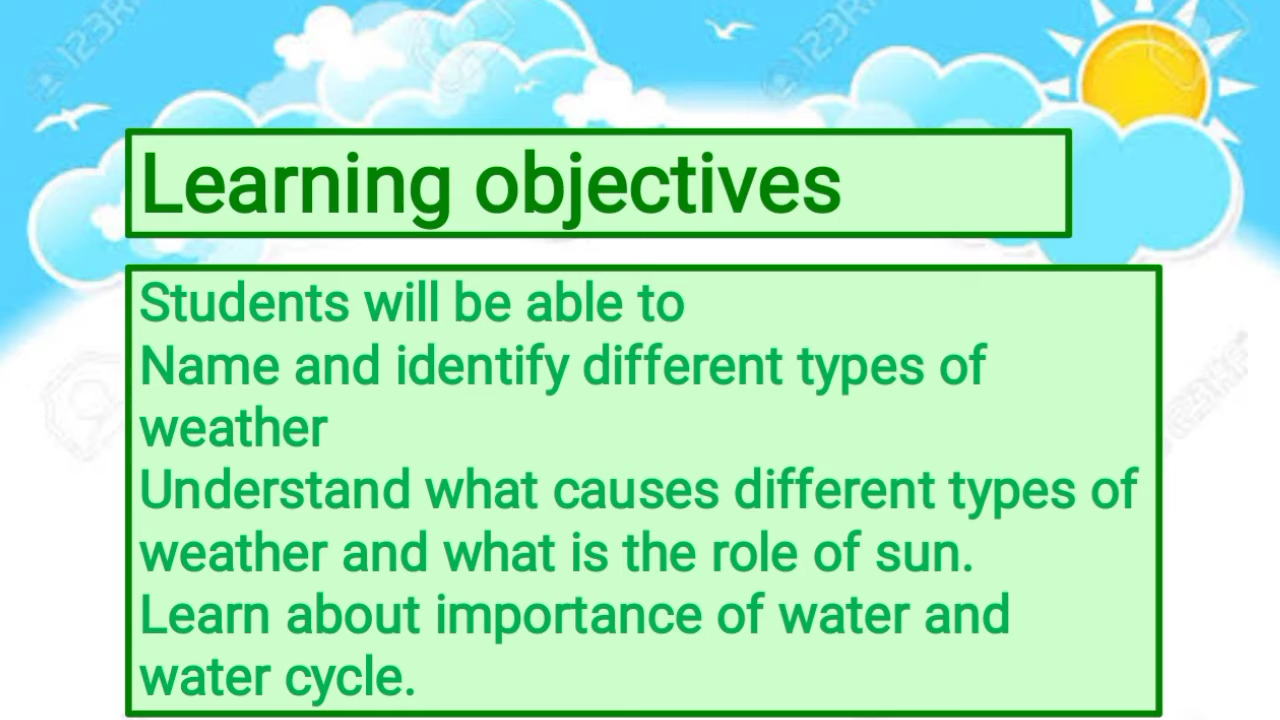 Learning objectives
Students will be able to
Name and identify different types of
weather
Understand what causes different types of
weather and what is the role of sun.
Learn about importance of water and
water cycle.